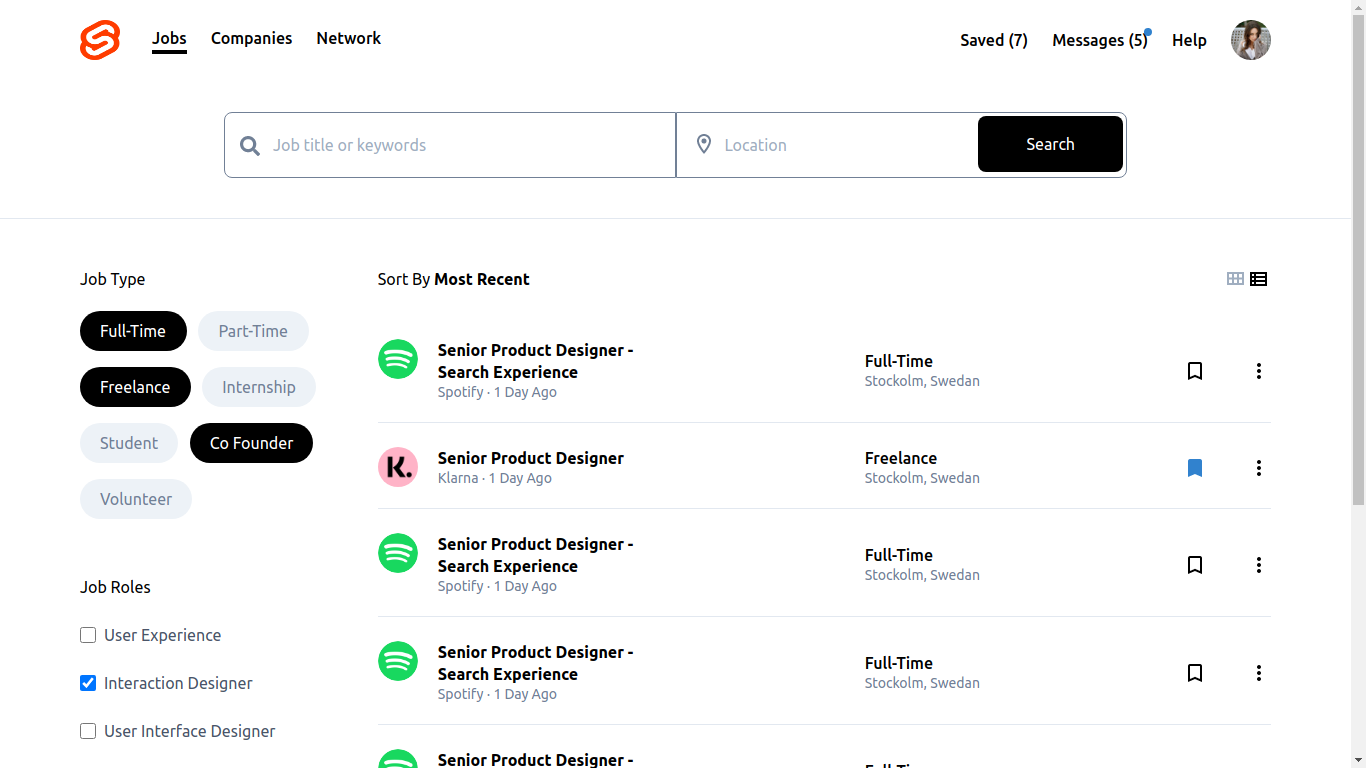 Jobs Companies Network Saved (7) Messages (5) Help
Job title or keywords Location Search
Job Type
Full-Time Part-Time
Freelance Internship
Student Co Founder
Volunteer
Job Roles
User Experience
Interaction Designer
User Interface Designer
Sort By Most Recent
Senior Product Designer -
Search Experience
Spotify · 1 Day Ago
Full-Time
Stockolm, Swedan
K.
Senior Product Designer
Klarna · 1 Day Ago
Freelance
Stockolm, Swedan
Senior Product Designer -
Search Experience
Spotify · 1 Day Ago
Full-Time
Stockolm, Swedan
Senior Product Designer -
Search Experience
Spotify · 1 Day Ago
Full-Time
Stockolm, Swedan
Senior Product Designer -
Full-Time